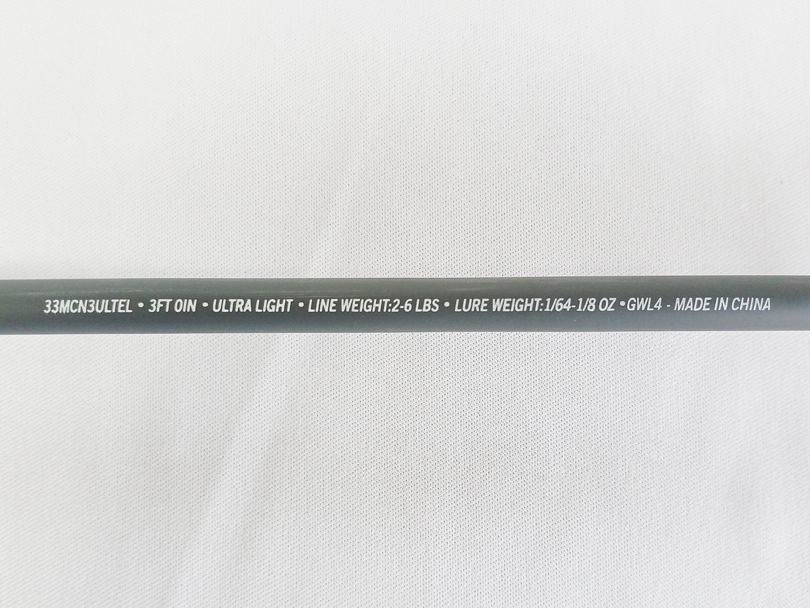 33MCN3ULTEL • 3FT 0IN • ULTRA LIGHT • LINE WEIGHT:2-6 LBS • LURE WEIGHT:1/64-1/8 OZ •GWL4 - MADE IN CHINA